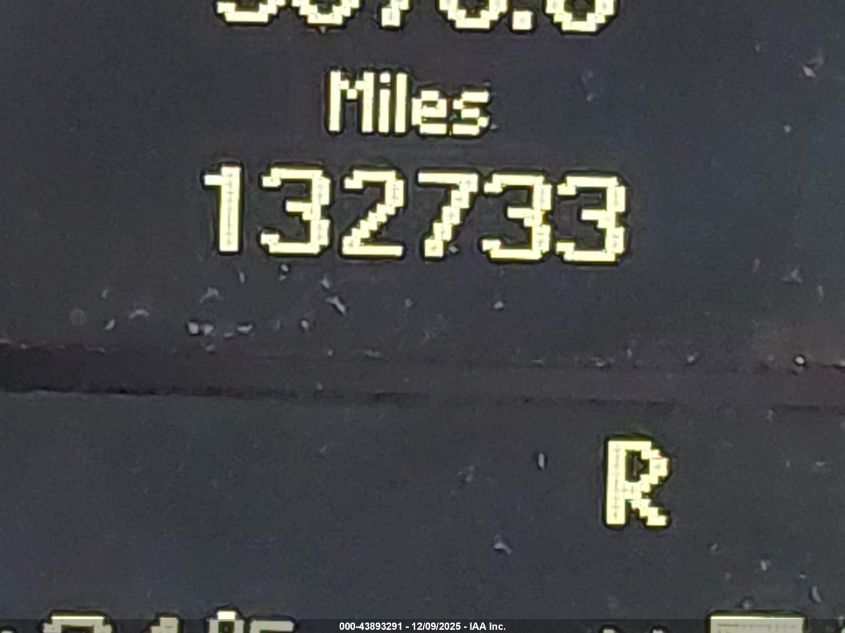 Miles
132733
R
000-43893291 - 12/09/2025 - IAA Inc.